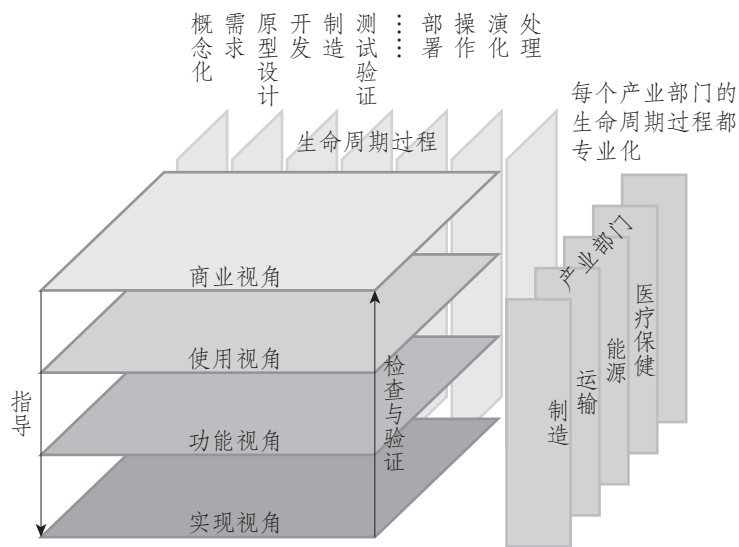 概念化
需求
原型设计
开发
制造
测试验证
……
部署
操作
演化
处理
每个产业部门的
生命周期过程都
专业化
生命周期过程
产业部门
商业视角
使用视角
功能视角
实现视角
指导
检查与验证
制造
运输
能源
医疗保健